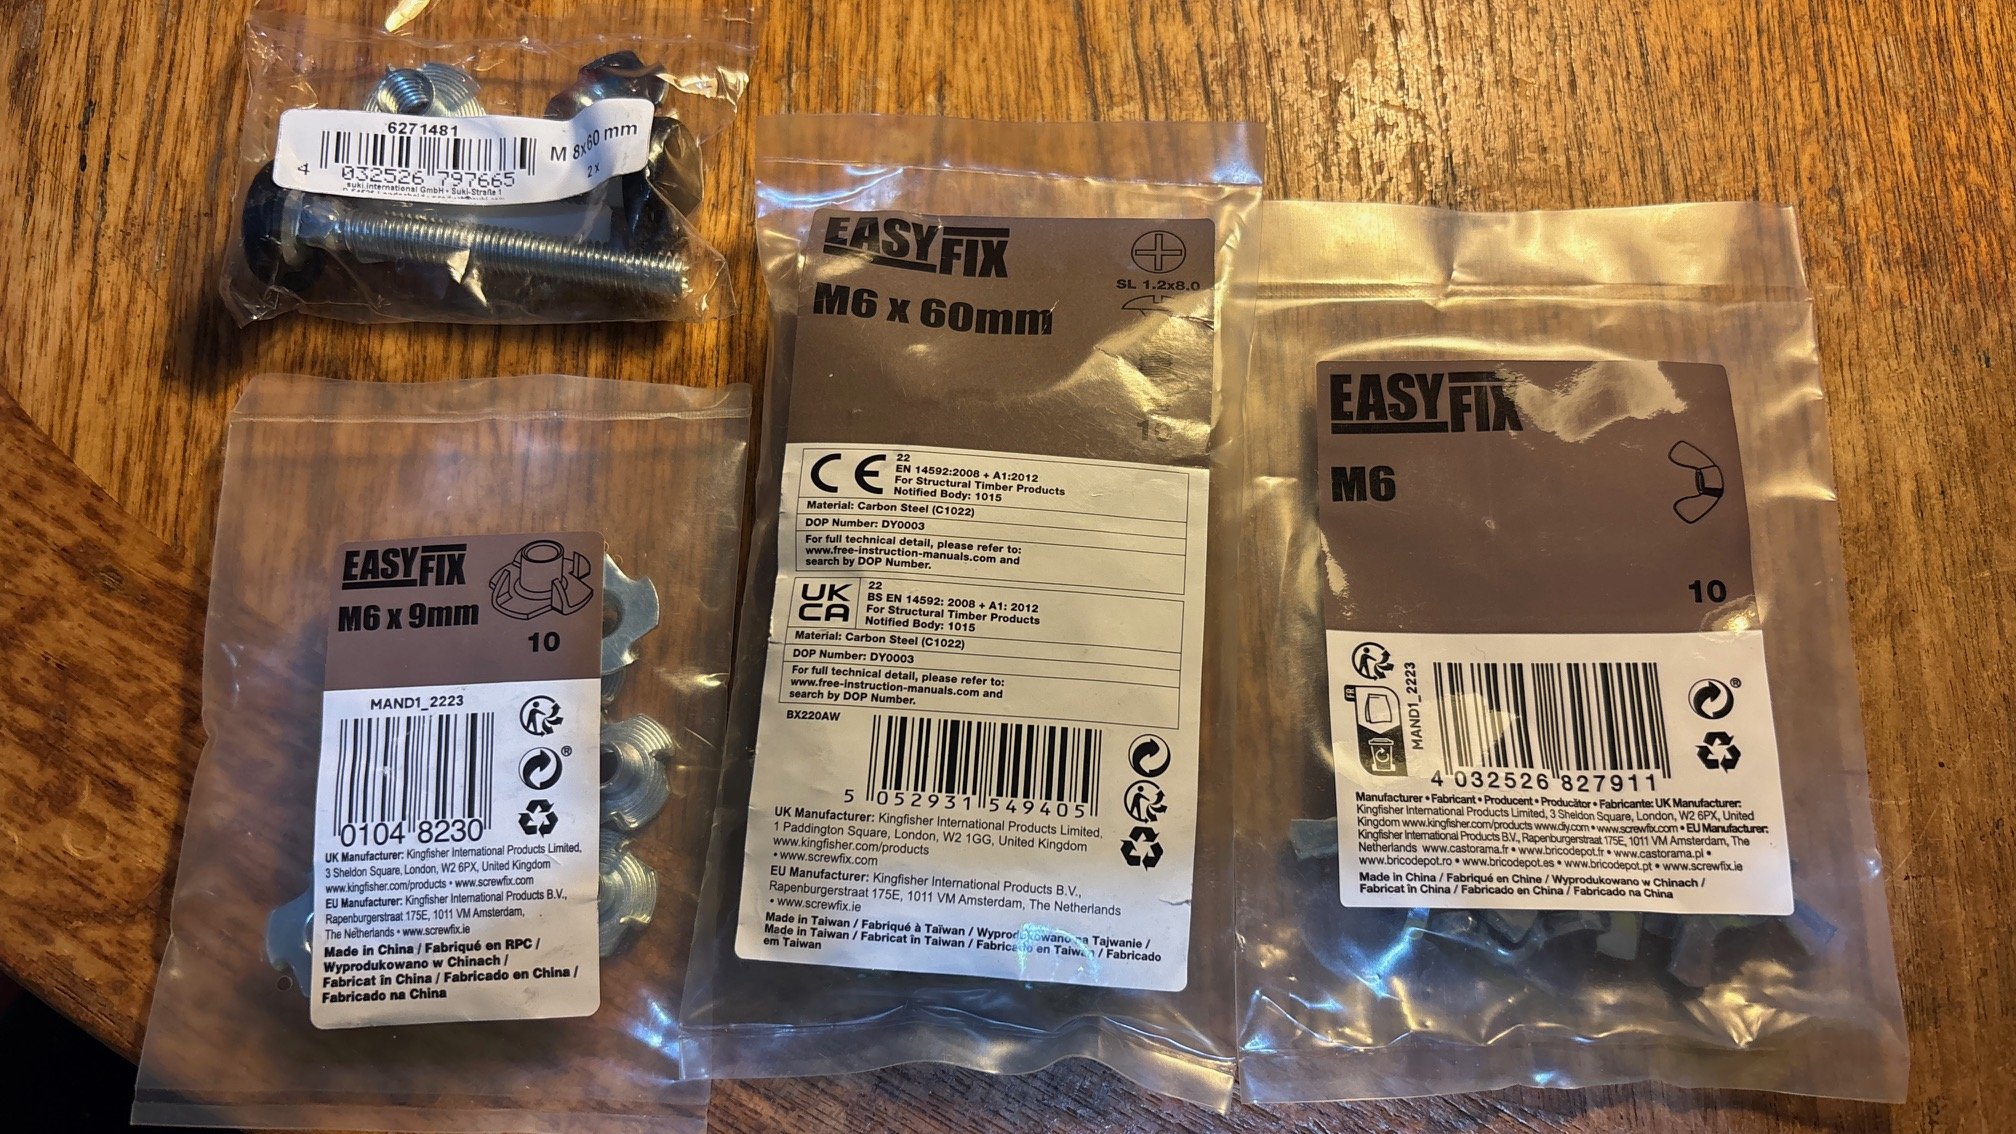 6271481
M 8x60 mm
2 x
4 032526 797665
suki.international GmbH • Suki-Straße 1
EASYFIX
M6 x 9mm
10
MAND1_2223
0104 8230
UK Manufacturer: Kingfisher International Products Limited,
3 Sheldon Square, London, W2 6PX, United Kingdom
www.kingfisher.com/products • www.screwfix.com
EU Manufacturer: Kingfisher International Products B.V.,
Rapenburgerstraat 175E, 1011 VM Amsterdam,
The Netherlands • www.screwfix.ie
Made in China / Fabriqué en RPC /
Wyprodukowano w Chinach /
Fabricat în China / Fabricado en China /
Fabricado na China
EASYFIX
M6 x 60mm
SL 1.2x8.0
CE
22
EN 14592:2008 + A1:2012
For Structural Timber Products
Notified Body: 1015
Material: Carbon Steel (C1022)
DOP Number: DY0003
For full technical detail, please refer to:
www.free-instruction-manuals.com and
search by DOP Number.
UK
CA
22
BS EN 14592: 2008 + A1: 2012
For Structural Timber Products
Notified Body: 1015
Material: Carbon Steel (C1022)
DOP Number: DY0003
For full technical detail, please refer to:
www.free-instruction-manuals.com and
search by DOP Number.
BX220AW
5 052931 549405
UK Manufacturer: Kingfisher International Products Limited,
1 Paddington Square, London, W2 1GG, United Kingdom
www.kingfisher.com/products
• www.screwfix.com
EU Manufacturer: Kingfisher International Products B.V.,
Rapenburgerstraat 175E, 1011 VM Amsterdam, The Netherlands
• www.screwfix.ie
Made in Taiwan / Fabriqué à Taïwan / Wyprodukowano na Tajwanie /
Made in Taiwan / Fabricat în Taiwan / Fabricado en Taiwan / Fabricado
em Taiwan
EASYFIX
M6
10
FR
MAND1_2223
4 032526 827911
Manufacturer • Fabricant • Producent • Producător • Fabricante: UK Manufacturer:
Kingfisher International Products Limited, 3 Sheldon Square, London, W2 6PX, United
Kingdom www.kingfisher.com/products www.diy.com • www.screwfix.com • EU Manufacturer:
Kingfisher International Products B.V., Rapenburgerstraat 175E, 1011 VM Amsterdam, The
Netherlands www.castorama.fr • www.bricodepot.fr • www.castorama.pl •
www.bricodepot.ro • www.bricodepot.es • www.bricodepot.pt • www.screwfix.ie
Made in China / Fabriqué en Chine / Wyprodukowano w Chinach /
Fabricat în China / Fabricado en China / Fabricado na China